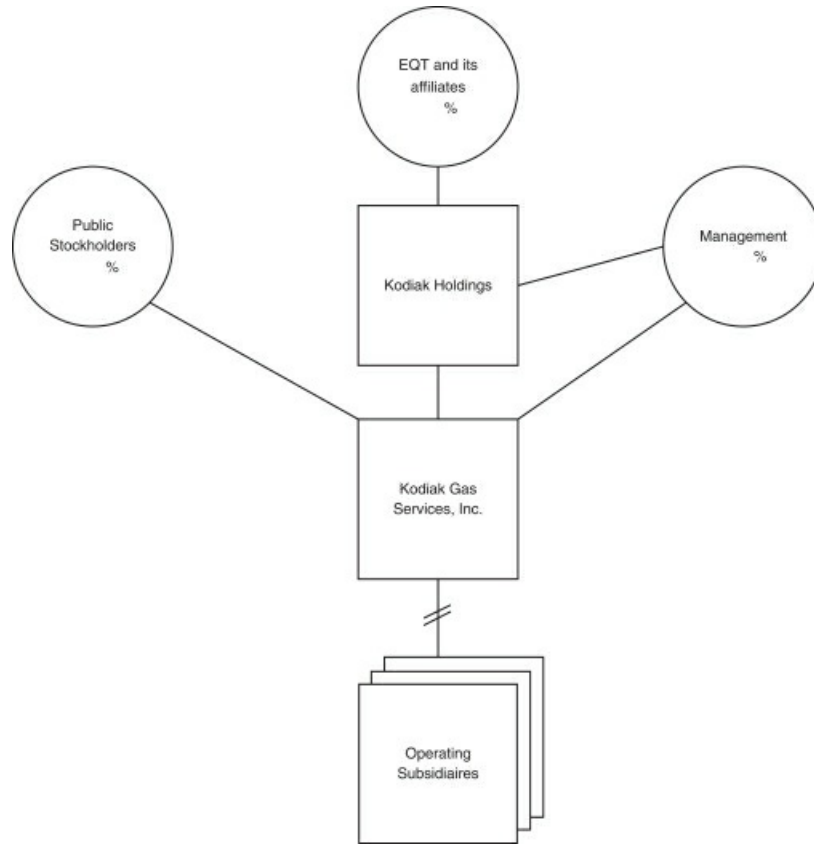 EQT and its
affiliates
%
Public
Stockholders
%
Management
%
Kodiak Holdings
Kodiak Gas
Services, Inc.
Operating
Subsidiaires